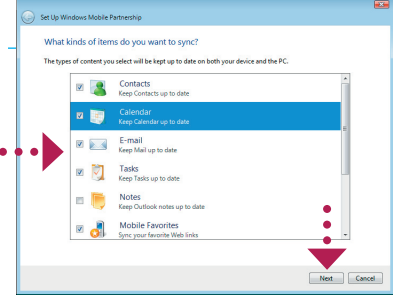 Set Up Windows Mobile Partnership
What kinds of items do you want to sync?
The types of content you select will be kept up to date on both your device and the PC.
Contacts
Keep Contacts up to date
Calendar
Keep Calendar up to date
E-mail
Keep Mail up to date
Tasks
Keep Tasks up to date
Notes
Keep Outlook notes up to date
Mobile Favorites
Sync your favorite Web links
Next Cancel